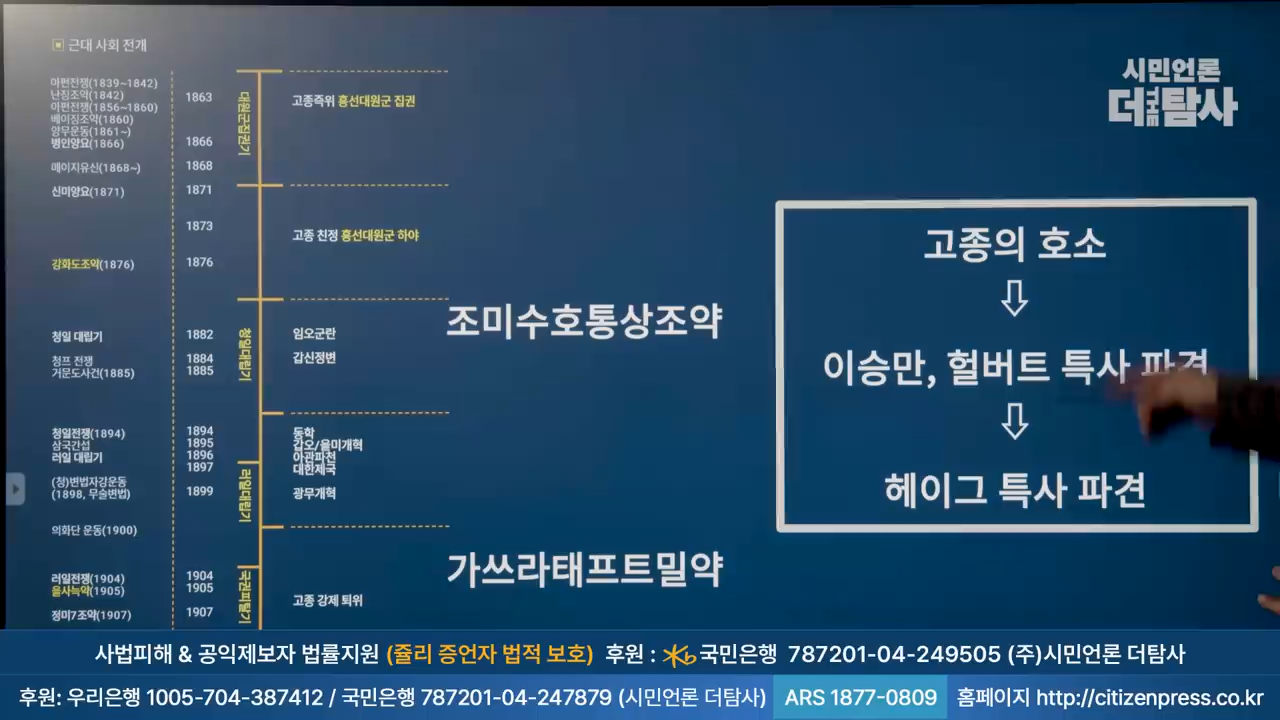 근대 사회 전개
아편전쟁(1839~1842)
난징조약(1842)
아편전쟁(1856~1860)
베이징조약(1860)
양무운동(1861~)
병인양요(1866)
메이지유신(1868~)
신미양요(1871)
강화도조약(1876)
청일 대립기
청프 전쟁
거문도사건(1885)
청일전쟁(1894)
삼국간섭
러일 대립기
(청)변법자강운동
(1898, 무술변법)
의화단 운동(1900)
러일전쟁(1904)
을사늑약(1905)
정미7조약(1907)
1863
1866
1868
1871
1873
1876
1882
1884
1885
1894
1895
1896
1897
1899
1904
1905
1907
대원군집권기
청일대립기
러일대립기
국권피탈기
고종즉위 흥선대원군 집권
고종 친정 흥선대원군 하야
임오군란
갑신정변
동학
갑오/을미개혁
아관파천
대한제국
광무개혁
고종 강제 퇴위
조미수호통상조약
가쓰라태프트밀약
시민언론
더탐사
고종의 호소
이승만, 헐버트 특사 파견
헤이그 특사 파견
사법피해 & 공익제보자 법률지원 (쥴리 증언자 법적 보호) 후원 : 국민은행 787201-04-249505 (주)시민언론 더탐사
후원: 우리은행 1005-704-387412 / 국민은행 787201-04-247879 (시민언론 더탐사) ARS 1877-0809 홈페이지 http://citizenpress.co.kr